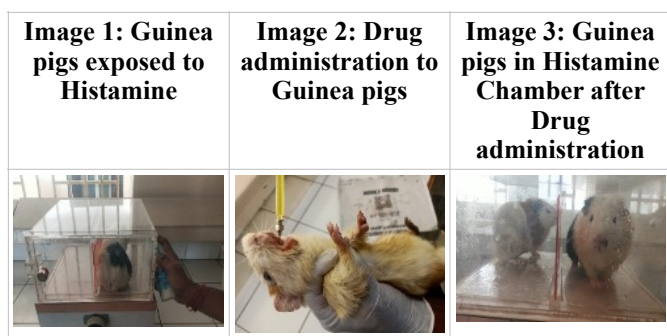 Image 1: Guinea
pigs exposed to
Histamine
Image 2: Drug
administration to
Guinea pigs
Image 3: Guinea
pigs in Histamine
Chamber after
Drug
administration